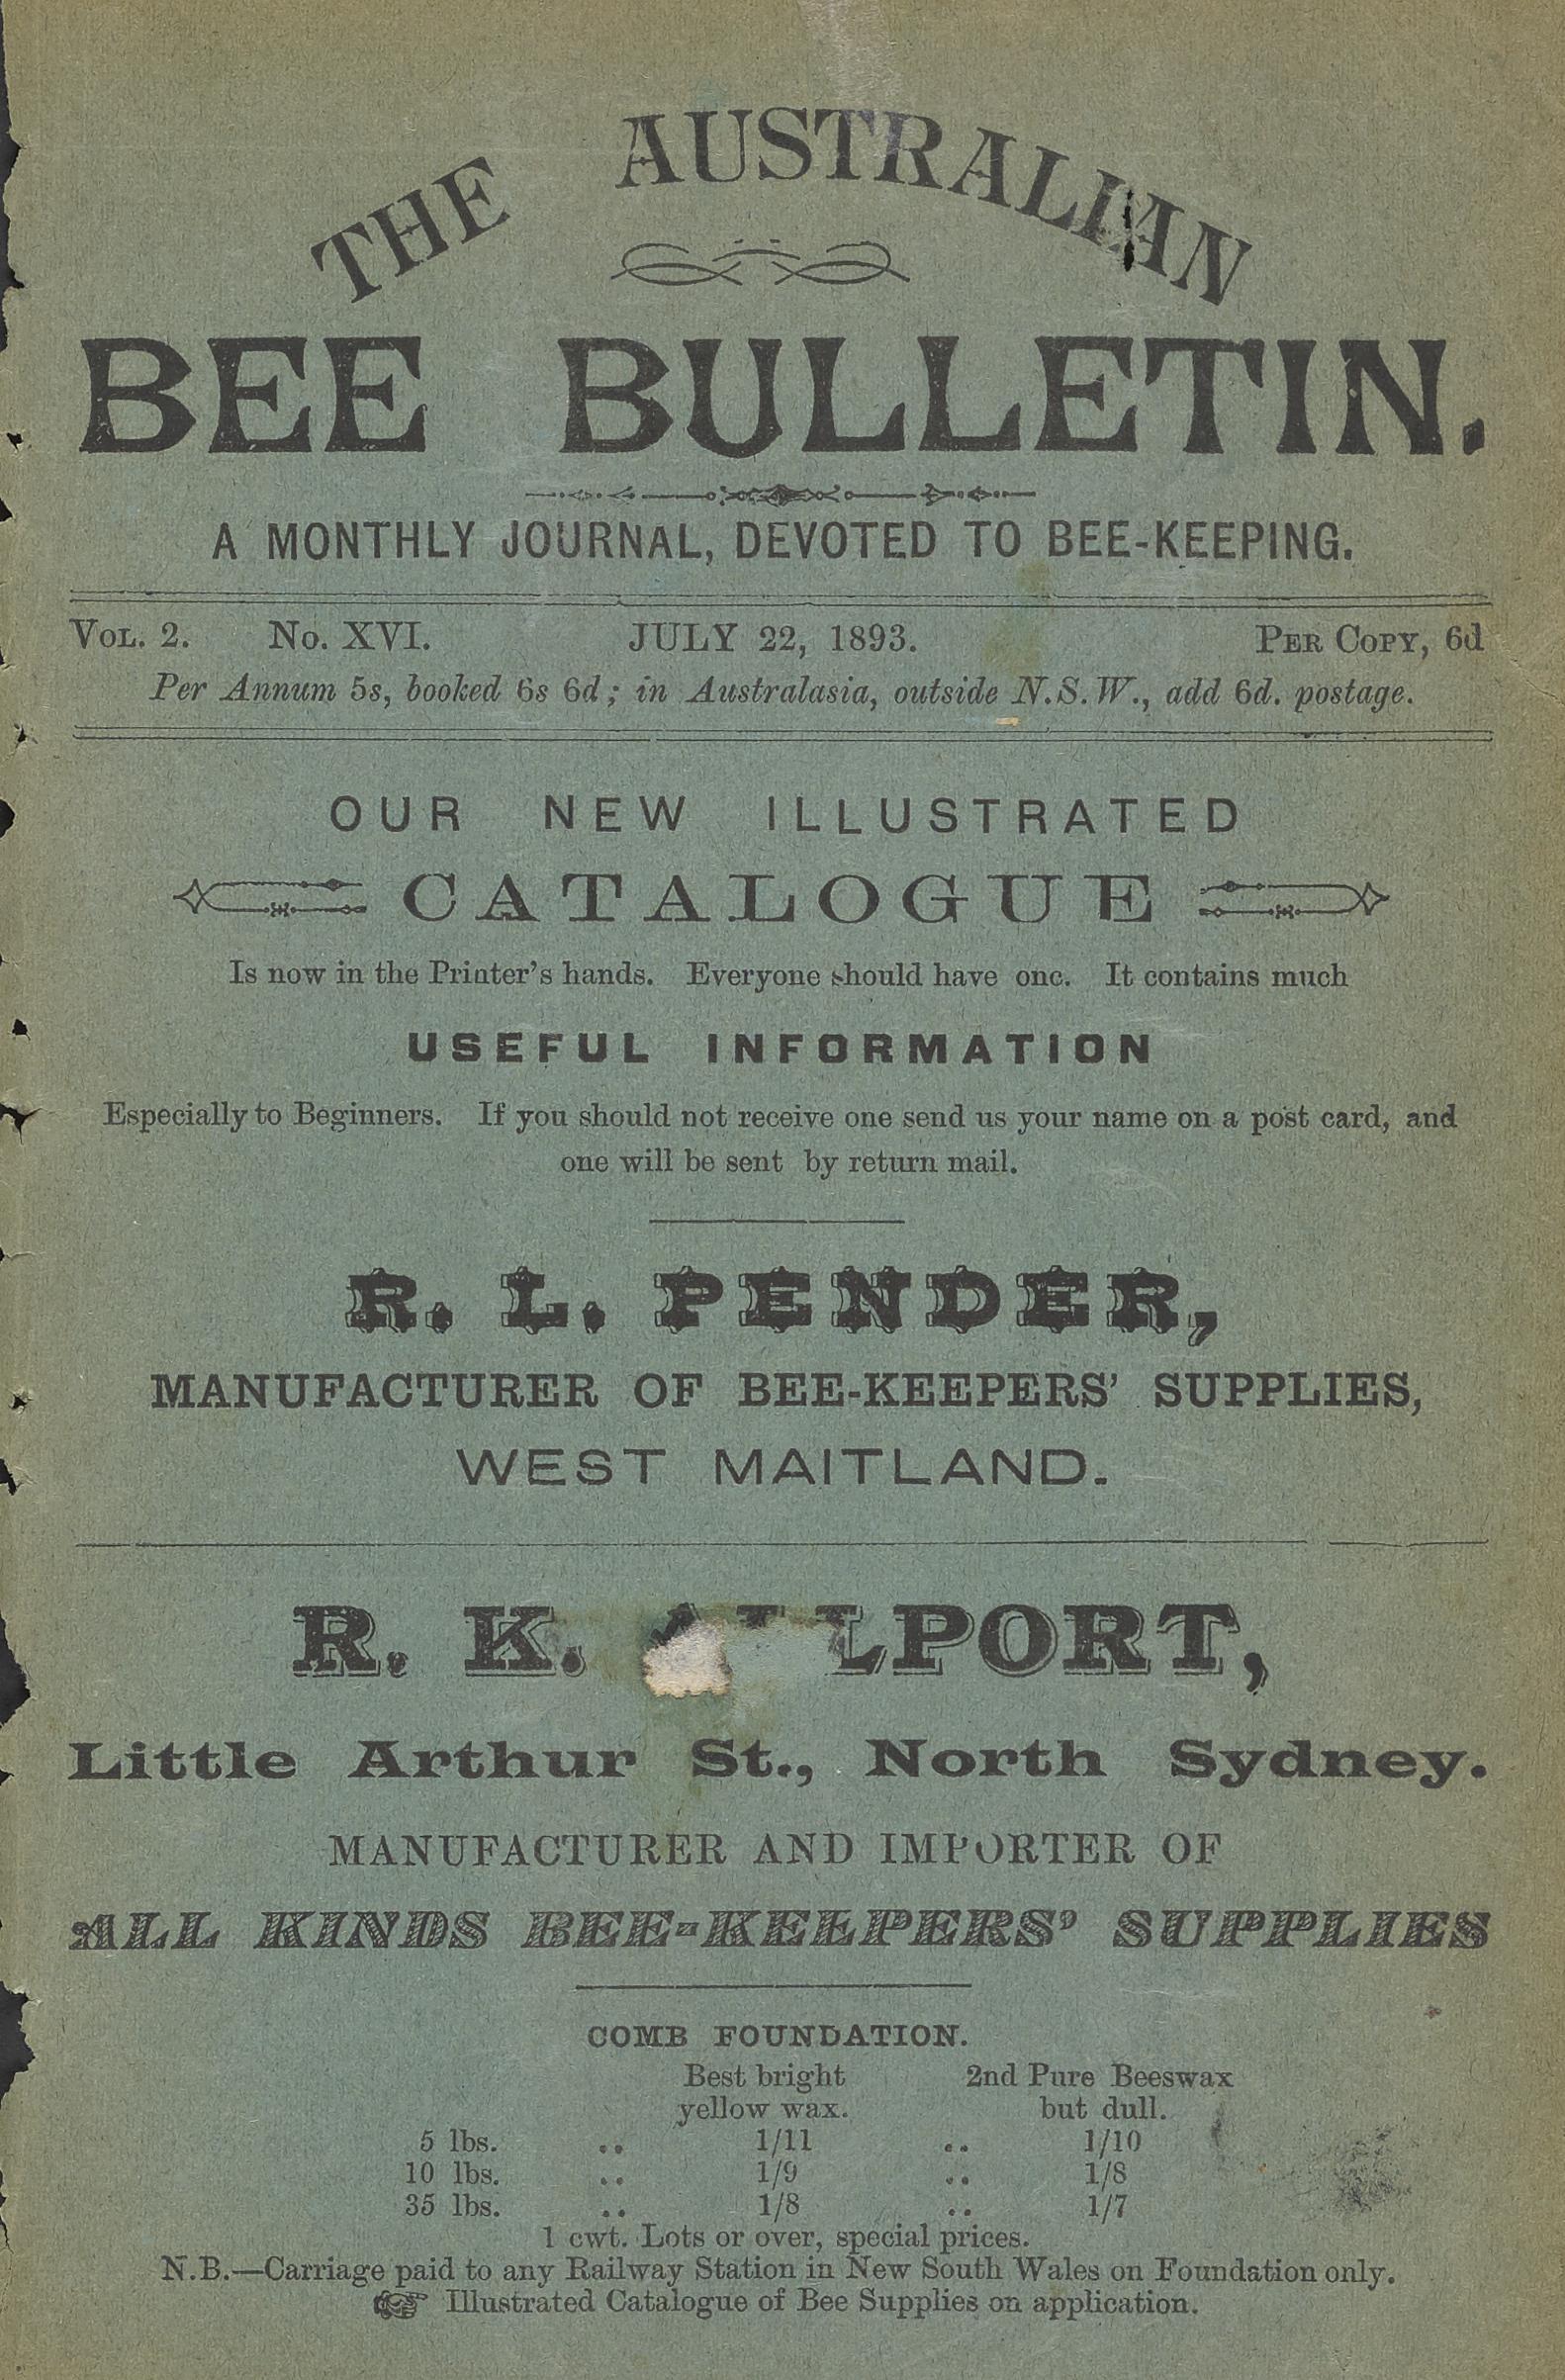 THE AUSTRALIAN
BEE BULLETIN.
A MONTHLY JOURNAL, DEVOTED TO BEE-KEEPING.
VOL. 2. No. XVI. JULY 22, 1893. PER COPY, 6d
Per Annum 5s, booked 6s 6d; in Australasia, outside N.S.W., add 6d. postage.
OUR NEW ILLUSTRATED
CATALOGUE
Is now in the Printer's hands. Everyone should have one. It contains much
USEFUL INFORMATION
Especially to Beginners. If you should not receive one send us your name on a post card, and
one will be sent by return mail.
R. L. PENDER,
MANUFACTURER OF BEE-KEEPERS' SUPPLIES,
WEST MAITLAND.
R. K. ALLPORT,
Little Arthur St., North Sydney.
MANUFACTURER AND IMPORTER OF
ALL KINDS BEE-KEEPERS' SUPPLIES
COMB FOUNDATION.
Best bright 2nd Pure Beeswax
yellow wax. but dull.
5 lbs. .. 1/11 .. 1/10
10 lbs. .. 1/9 .. 1/8
35 lbs. .. 1/8 .. 1/7
1 cwt. Lots or over, special prices.
N.B.—Carriage paid to any Railway Station in New South Wales on Foundation only.
☞ Illustrated Catalogue of Bee Supplies on application.